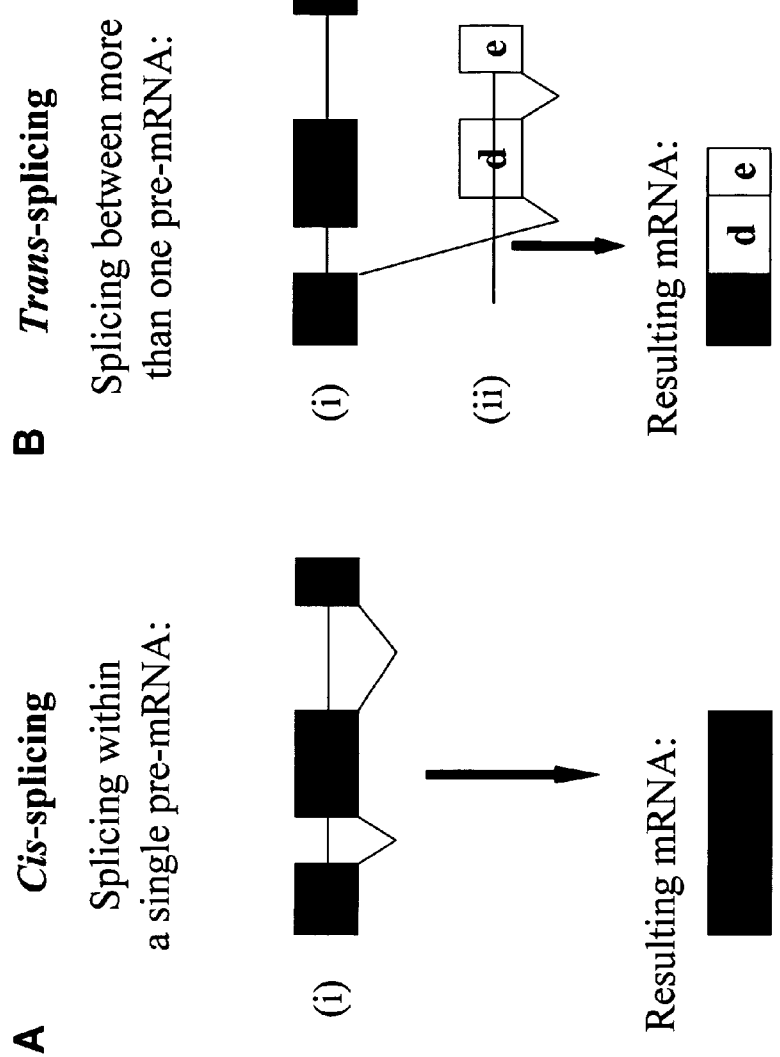 A
Cis-splicing
Splicing within
a single pre-mRNA:
(i)
Resulting mRNA:
B
Trans-splicing
Splicing between more
than one pre-mRNA:
(i)
(ii)
d
e
Resulting mRNA:
d
e